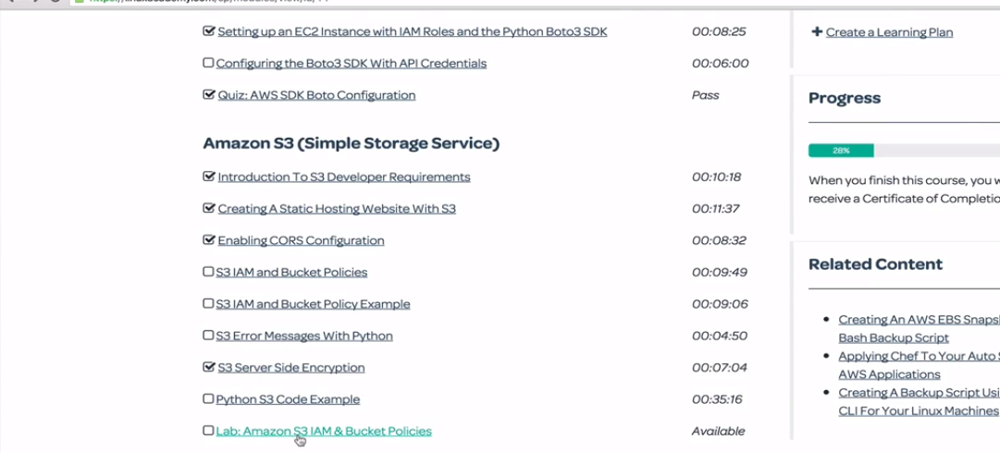 Setting up an EC2 Instance with IAM Roles and the Python Boto3 SDK 00:08:25
Configuring the Boto3 SDK With API Credentials 00:06:00
Quiz: AWS SDK Boto Configuration Pass
Amazon S3 (Simple Storage Service)
Introduction To S3 Developer Requirements 00:10:18
Creating A Static Hosting Website With S3 00:11:37
Enabling CORS Configuration 00:08:32
S3 IAM and Bucket Policies 00:09:49
S3 IAM and Bucket Policy Example 00:09:06
S3 Error Messages With Python 00:04:50
S3 Server Side Encryption 00:07:04
Python S3 Code Example 00:35:16
Lab: Amazon S3 IAM & Bucket Policies Available
Create a Learning Plan
Progress
28%
When you finish this course, you
receive a Certificate of
Related Content
Creating An AWS EBS
Bash Backup Script
Applying Chef To Your Auto
AWS Applications
Creating A Backup Script
CLI For Your Linux Machines